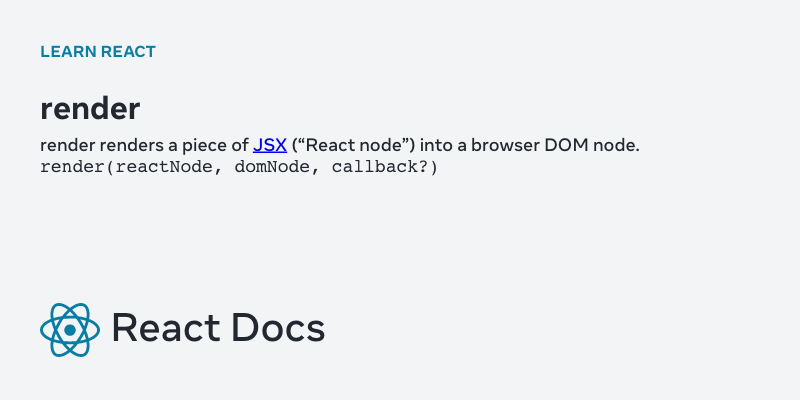 LEARN REACT
render
render renders a piece of JSX (“React node”) into a browser DOM node.
render(reactNode, domNode, callback?)
React Docs